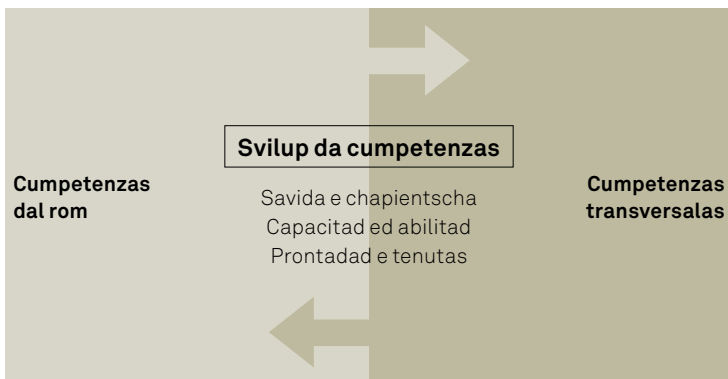 Svilup da cumpetenzas
Cumpetenzas
dal rom
Savida e chapientscha
Capacitad ed abilitad
Prontadad e tenutas
Cumpetenzas
transversalas